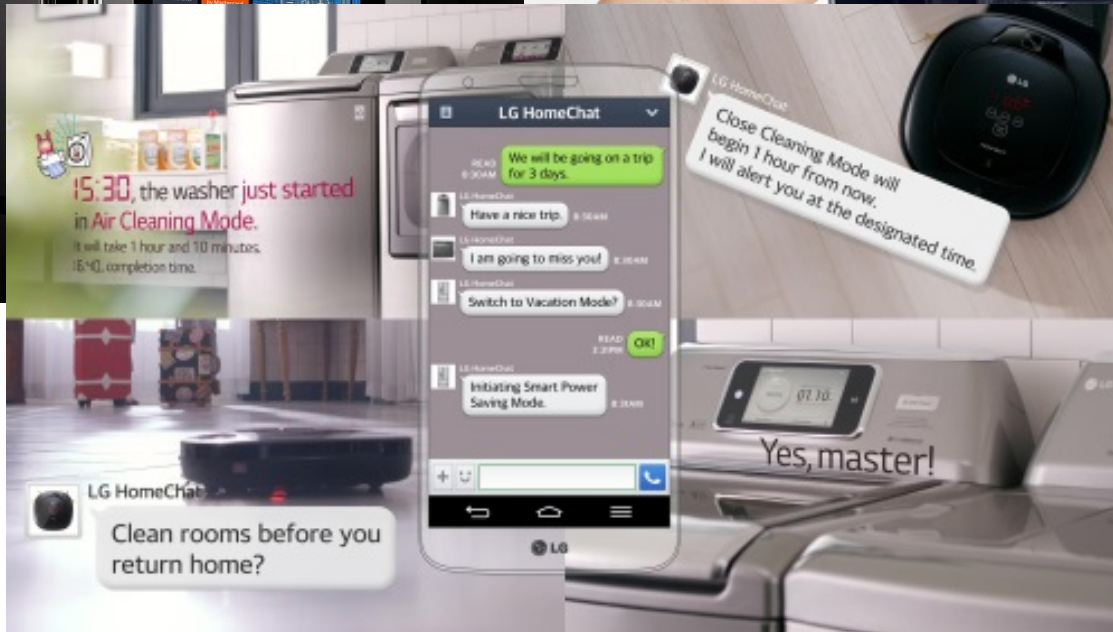 15:30, the washer just started
in Air Cleaning Mode.
It will take 1 hour and 10 minutes.
16:40, completion time.
LG HomeChat
Close Cleaning Mode will
begin 1 hour from now.
I will alert you at the designated time.
LG
LG HomeChat
READ
8:30AM
We will be going on a trip
for 3 days.
LG HomeChat
Have a nice trip. 8:30AM
LG HomeChat
I am going to miss you! 8:30AM
LG HomeChat
Switch to Vacation Mode? 8:30AM
READ
OK!
LG HomeChat
Initiating Smart Power
Saving Mode.
LG
LG HomeChat
Clean rooms before you
return home?
01:10
Yes, master!
LG